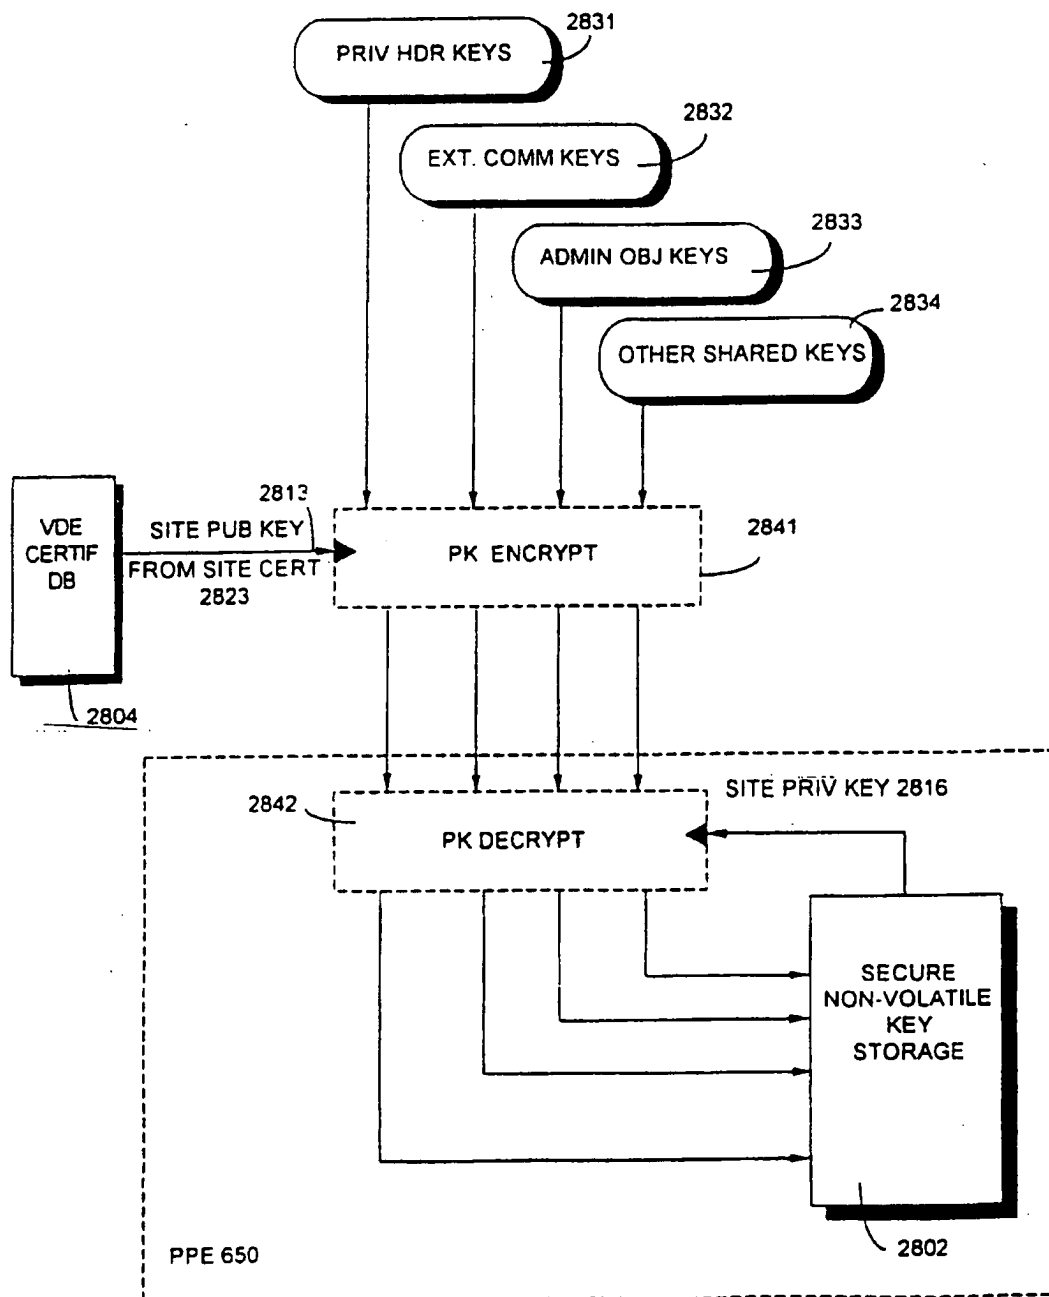 2831
PRIV HDR KEYS
2832
EXT. COMM KEYS
2833
ADMIN OBJ KEYS
2834
OTHER SHARED KEYS
2813
VDE
CERTIF
DB
SITE PUB KEY
FROM SITE CERT
2823
PK ENCRYPT
2841
2804
2842
SITE PRIV KEY 2816
PK DECRYPT
SECURE
NON-VOLATILE
KEY
STORAGE
2802
PPE 650